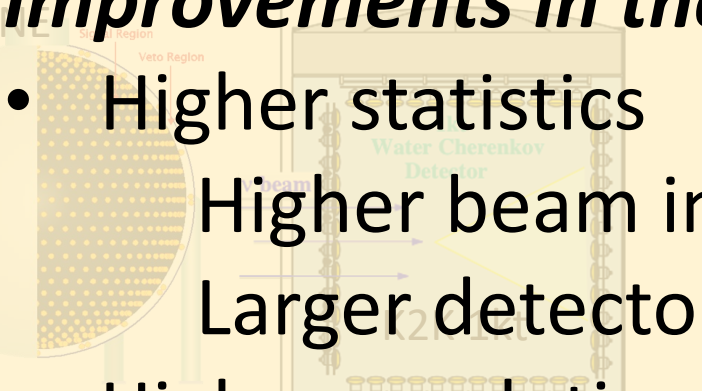 improvements in the
NE
Signal Region
Veto Region
• Higher statistics
Water Cherenkov
Detector
ν beam
Higher beam in
Larger detecto
K2K 1kt